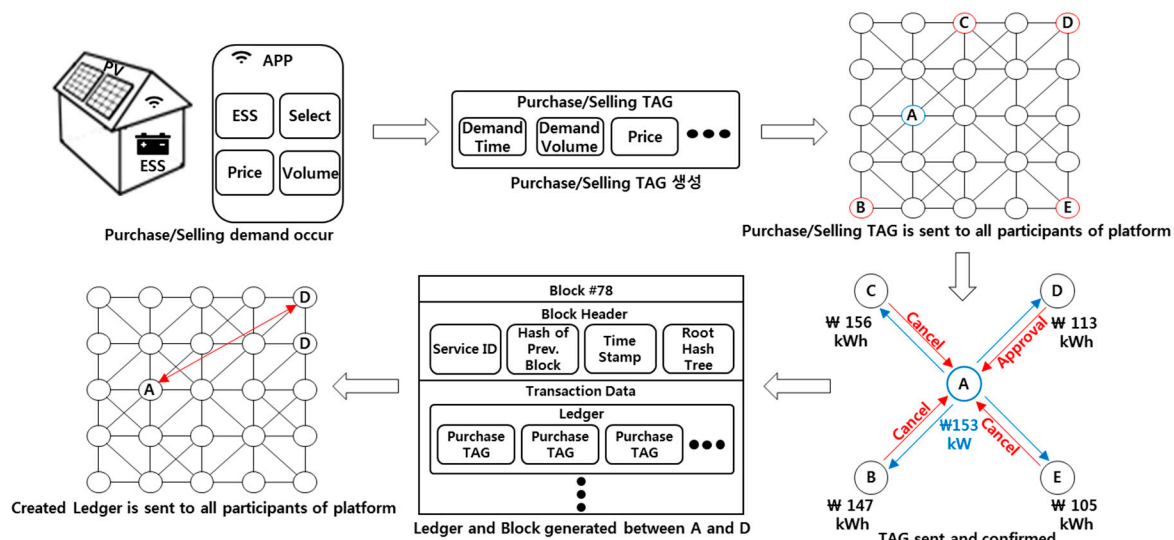 PV
ESS
APP
ESS
Select
Price
Volume
Purchase/Selling demand occur
Purchase/Selling TAG
Demand
Time
Demand
Volume
Price
Purchase/Selling TAG 생성
C
D
A
B
E
Purchase/Selling TAG is sent to all participants of platform
C
D
₩ 156
kWh
₩ 113
kWh
Cancel
Approval
A
₩153
kW
Cancel
Cancel
B
E
₩ 147
kWh
₩ 105
kWh
TAG sent and confirmed
Block #78
Block Header
Service ID
Hash of
Prev.
Block
Time
Stamp
Root
Hash
Tree
Transaction Data
Ledger
Purchase
TAG
Purchase
TAG
Purchase
TAG
Ledger and Block generated between A and D
D
D
A
Created Ledger is sent to all participants of platform